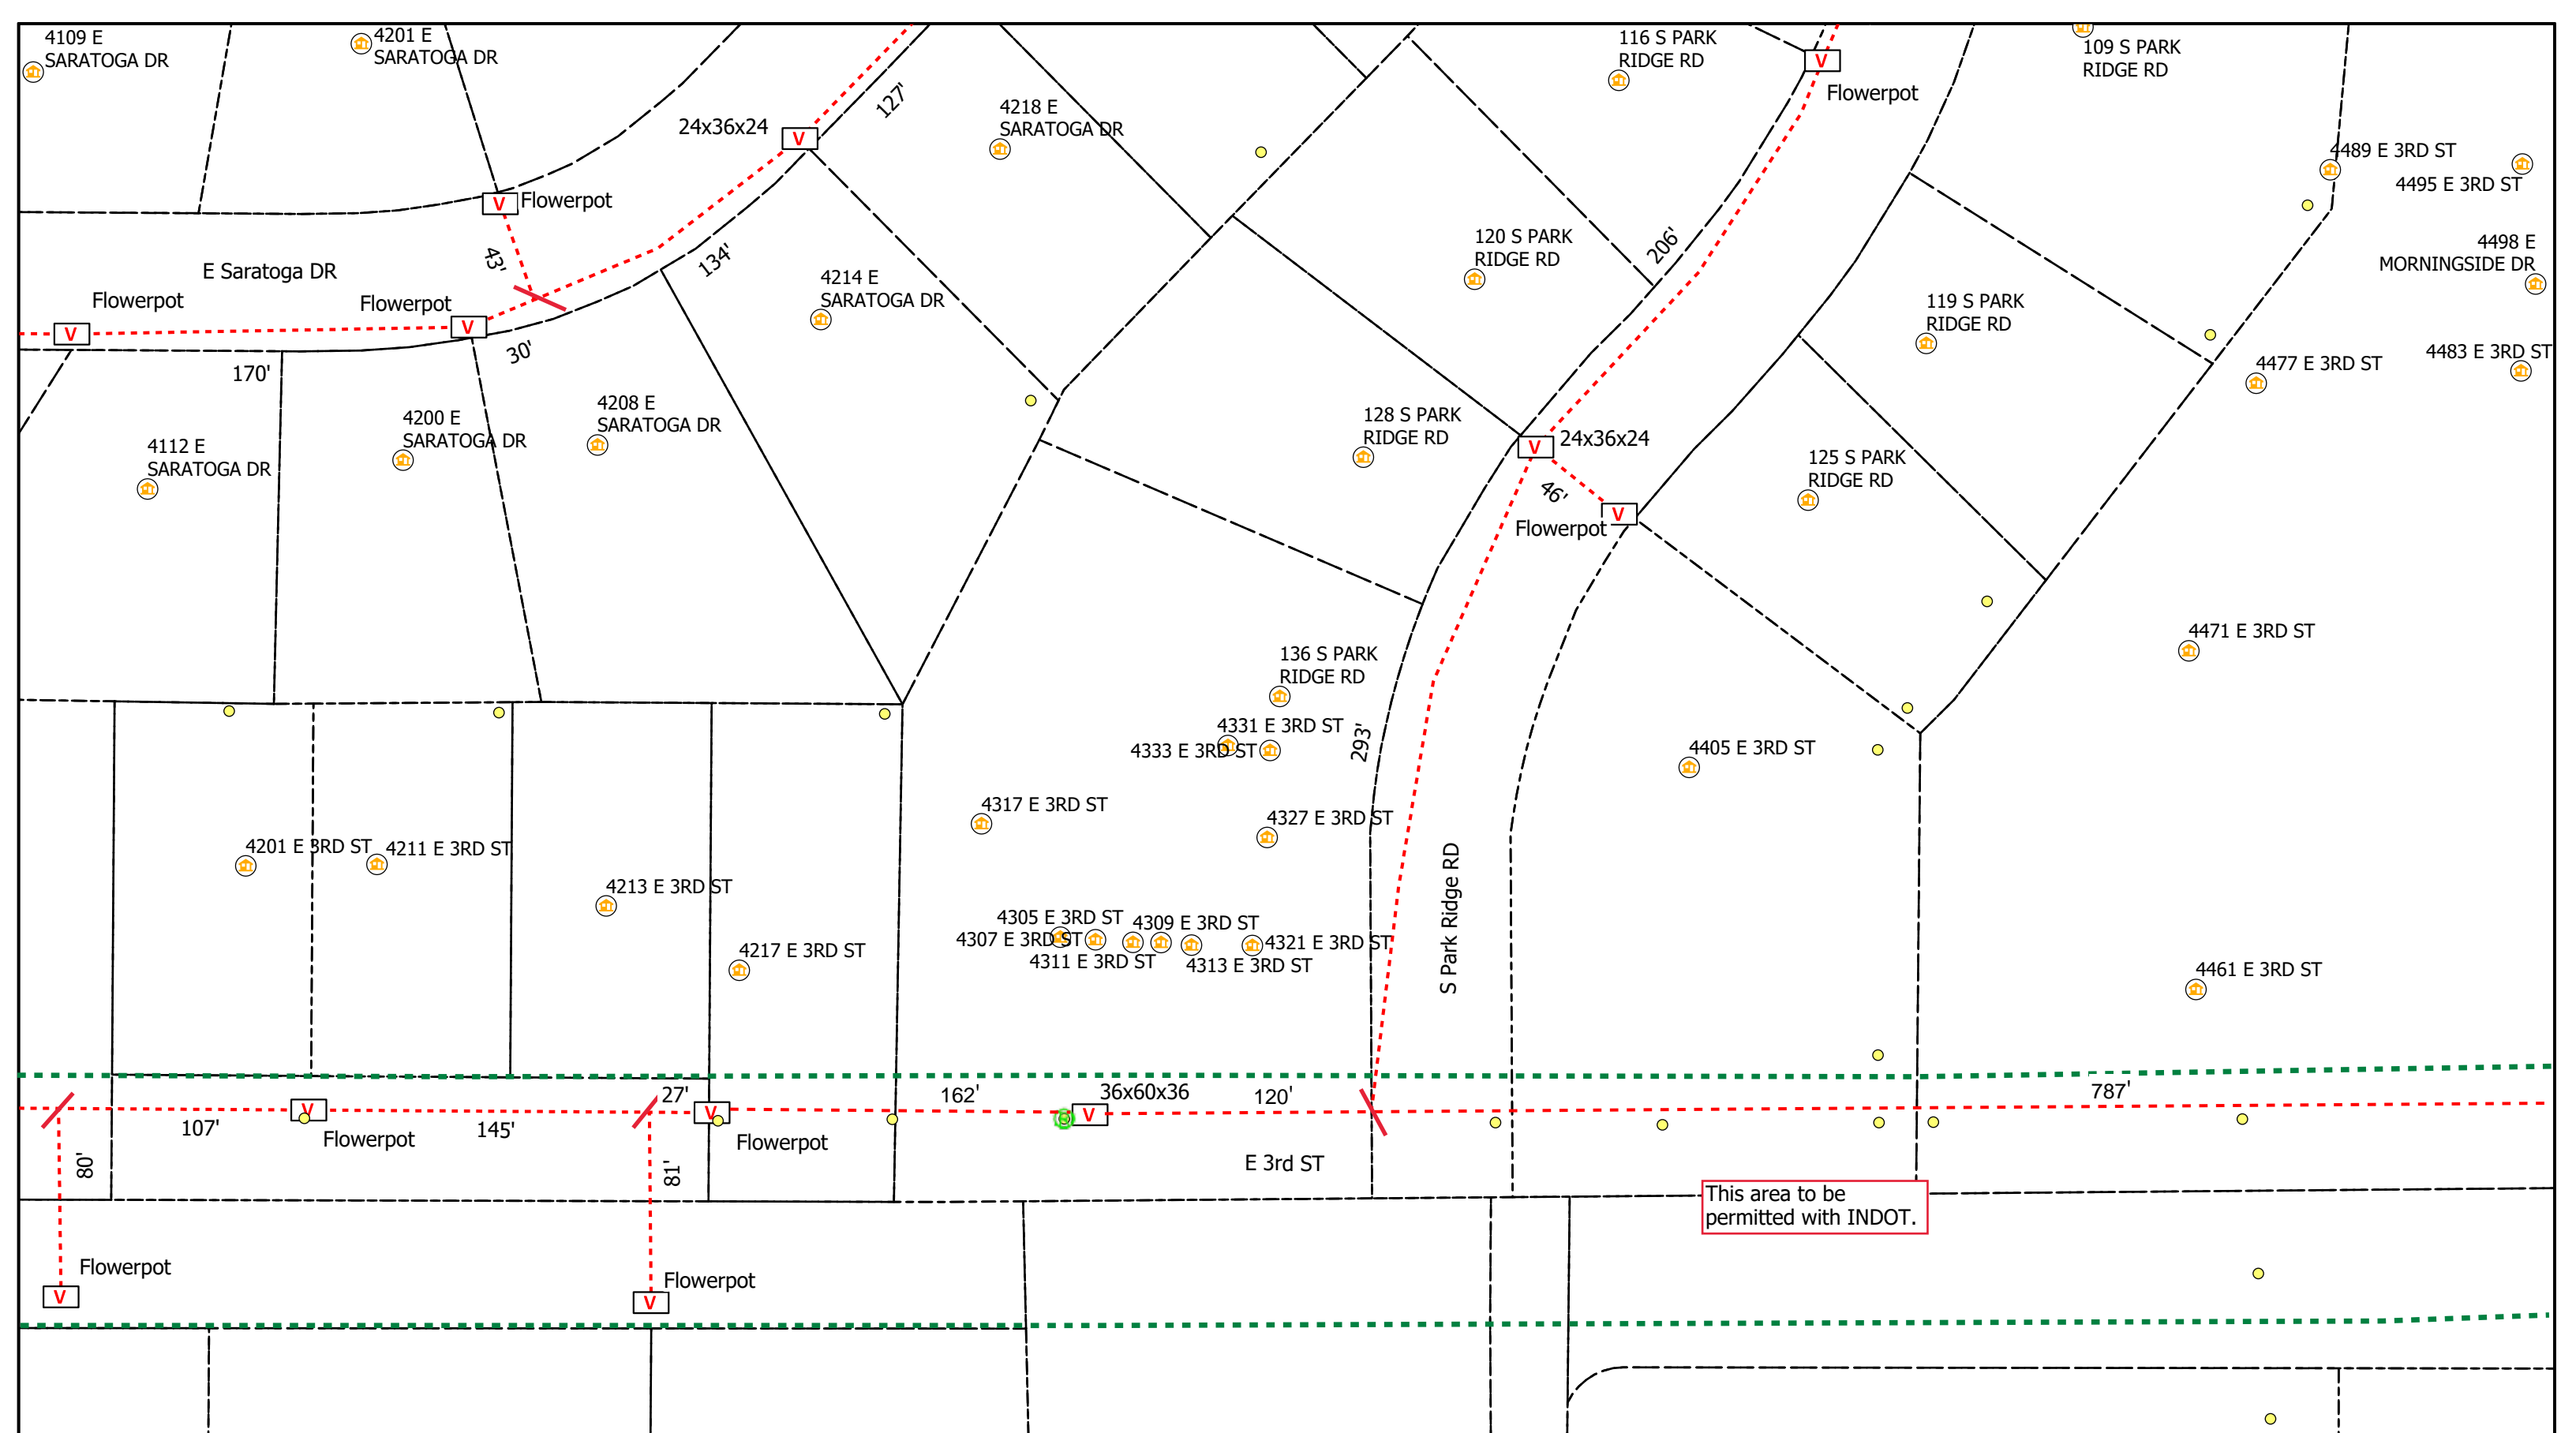 4109 E
SARATOGA DR
4201 E
SARATOGA DR
116 S PARK
RIDGE RD
109 S PARK
RIDGE RD
V
Flowerpot
127'
24x36x24
V
4218 E
SARATOGA DR
4489 E 3RD ST
4495 E 3RD ST
V
Flowerpot
43'
E Saratoga DR
134'
120 S PARK
RIDGE RD
206'
4498 E
MORNINGSIDE DR
Flowerpot
V
Flowerpot
V
30'
170'
4214 E
SARATOGA DR
119 S PARK
RIDGE RD
4477 E 3RD ST
4483 E 3RD ST
4112 E
SARATOGA DR
4200 E
SARATOGA DR
4208 E
SARATOGA DR
128 S PARK
RIDGE RD
V
24x36x24
46'
V
Flowerpot
125 S PARK
RIDGE RD
136 S PARK
RIDGE RD
4471 E 3RD ST
4331 E 3RD ST
4333 E 3RD ST
293'
4405 E 3RD ST
4317 E 3RD ST
4327 E 3RD ST
4201 E 3RD ST
4211 E 3RD ST
4213 E 3RD ST
4217 E 3RD ST
4305 E 3RD ST
4307 E 3RD ST
4309 E 3RD ST
4311 E 3RD ST
4313 E 3RD ST
4321 E 3RD ST
S Park Ridge RD
4461 E 3RD ST
107'
V
Flowerpot
145'
27'
V
Flowerpot
162'
V
36x60x36
120'
787'
80'
81'
E 3rd ST
This area to be
permitted with INDOT.
Flowerpot
V
Flowerpot
V